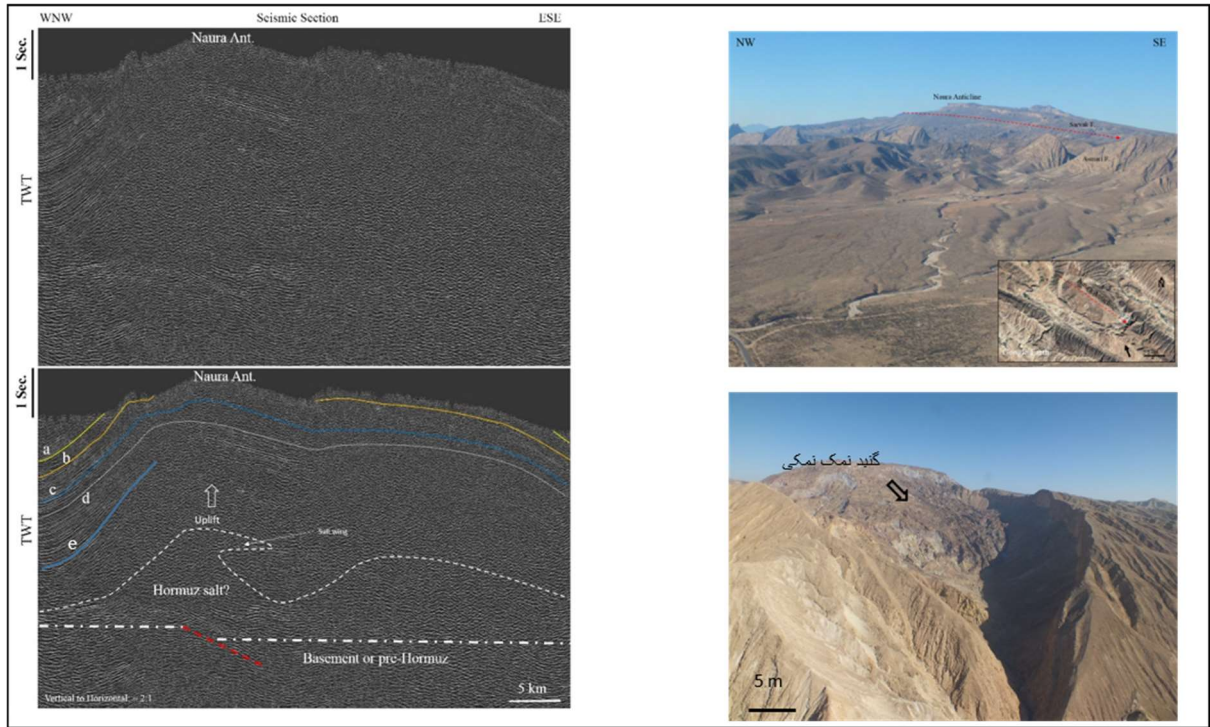 WNW Seismic Section ESE
1 Sec.
Naura Ant.
TWT
1 Sec.
Naura Ant.
a
b
c
d
e
TWT
Uplift
Salt wing
Hormuz salt?
Basement or pre-Hormuz
Vertical to Horizontal: ~ 2:1
5 km
NW SE
Naura Anticline
Sarvak F.
Asmari F.
گنبد نمک نمکی
5 m